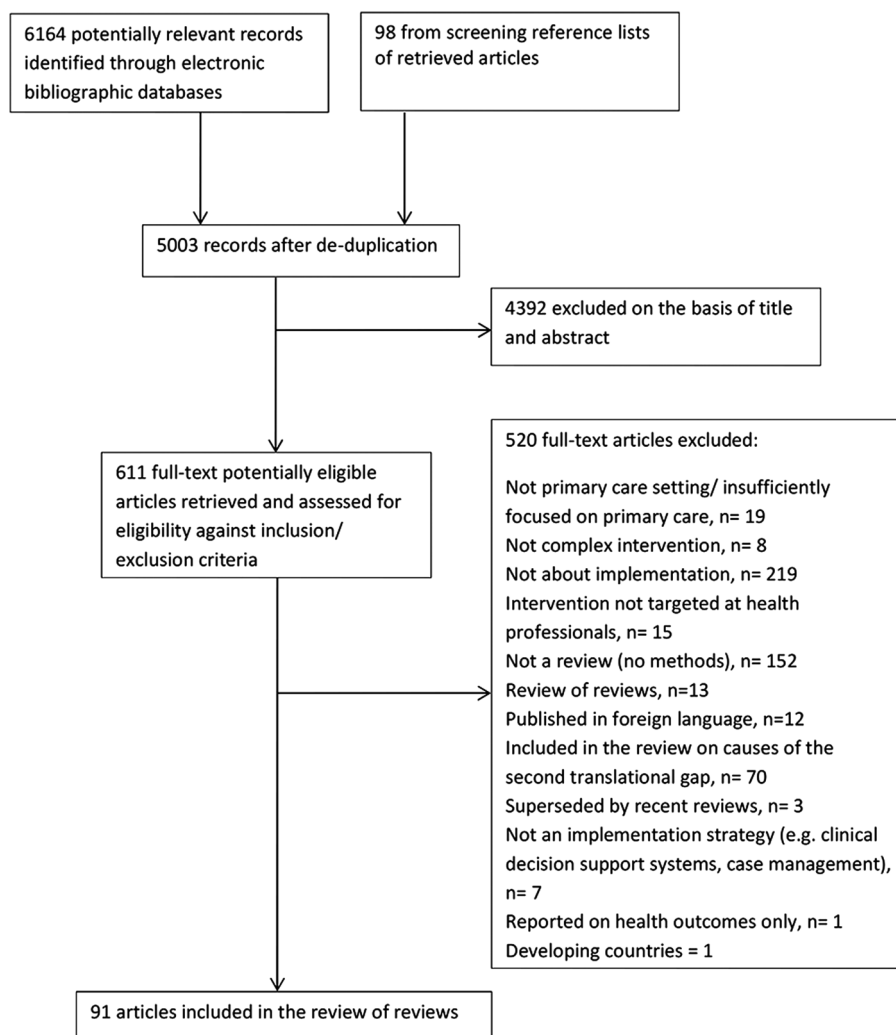 6164 potentially relevant records
identified through electronic
bibliographic databases
98 from screening reference lists
of retrieved articles
5003 records after de-duplication
4392 excluded on the basis of title
and abstract
611 full-text potentially eligible
articles retrieved and assessed for
eligibility against inclusion/
exclusion criteria
520 full-text articles excluded:
Not primary care setting/ insufficiently
focused on primary care, n= 19
Not complex intervention, n= 8
Not about implementation, n= 219
Intervention not targeted at health
professionals, n= 15
Not a review (no methods), n= 152
Review of reviews, n=13
Published in foreign language, n=12
Included in the review on causes of the
second translational gap, n= 70
Superseded by recent reviews, n= 3
Not an implementation strategy (e.g. clinical
decision support systems, case management),
n= 7
Reported on health outcomes only, n= 1
Developing countries = 1
91 articles included in the review of reviews